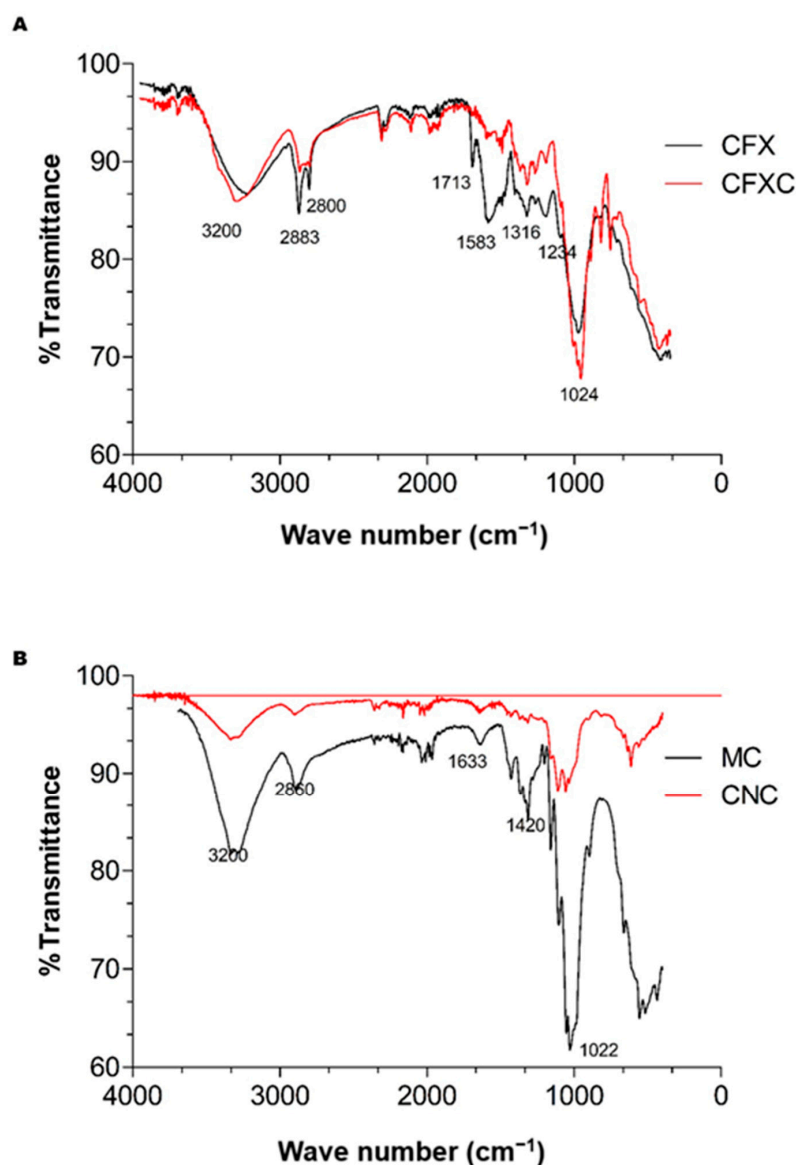 A
100
90
80
70
60
% Transmittance
CFX
CFXC
3200
2883
2800
1713
1583
1316
1234
1024
4000 3000 2000 1000 0
Wave number (cm⁻¹)
B
100
90
80
70
60
% Transmittance
MC
CNC
3200
2860
1633
1420
1022
4000 3000 2000 1000 0
Wave number (cm⁻¹)